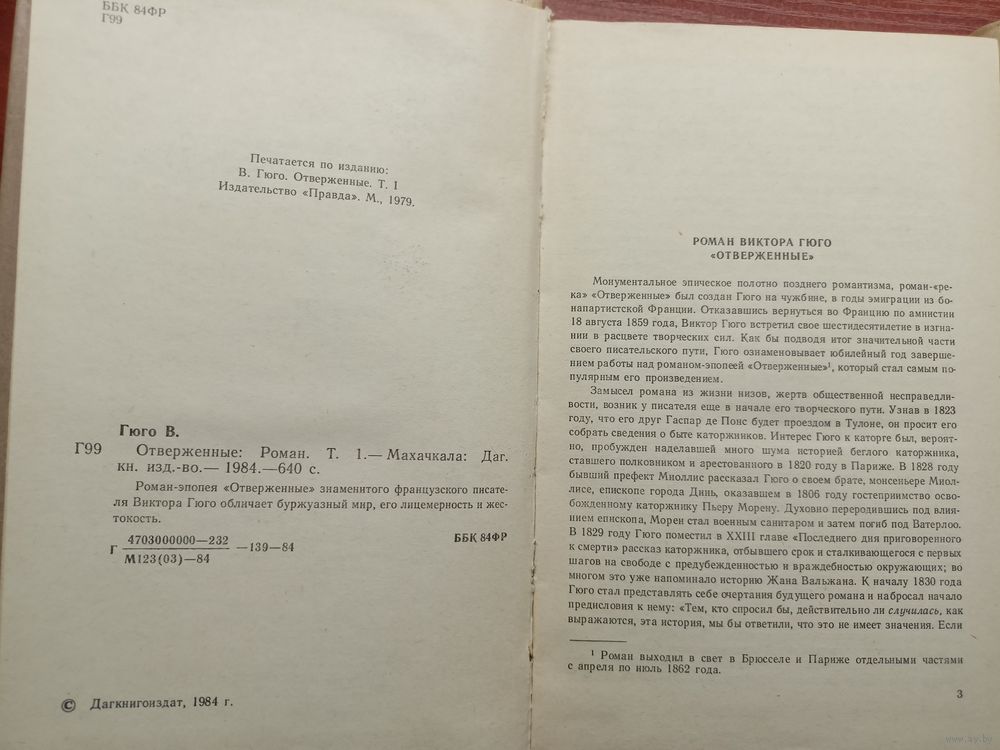 ББК 84ФР
Г99
Печатается по изданию:
В. Гюго. Отверженные. Т. I
Издательство «Правда». М., 1979.
Гюго В.
Г99 Отверженные: Роман. Т. 1.— Махачкала: Даг.
кн. изд.-во.— 1984.—640 с.
Роман-эпопея «Отверженные» знаменитого французского писате-
ля Виктора Гюго обличает буржуазный мир, его лицемерность и жес-
токость.
4703000000—232
Г —139—84
М123(03)—84
ББК 84ФР
© Дагкнигоиздат, 1984 г.
РОМАН ВИКТОРА ГЮГО
«ОТВЕРЖЕННЫЕ»
Монументальное эпическое полотно позднего романтизма, роман-«ре-
ка» «Отверженные» был создан Гюго на чужбине, в годы эмиграции из бо-
напартистской Франции. Отказавшись вернуться во Францию по амнистии
18 августа 1859 года, Виктор Гюго встретил свое шестидесятилетие в изгна-
нии в расцвете творческих сил. Как бы подводя итог значительной части
своего писательского пути, Гюго ознаменовывает юбилейный год заверше-
нием работы над романом-эпопеей «Отверженные»¹, который стал самым по-
пулярным его произведением.
Замысел романа из жизни низов, жертв общественной несправедли-
вости, возник у писателя еще в начале его творческого пути. Узнав в 1823
году, что его друг Гаспар де Понс будет проездом в Тулоне, он просит его
собрать сведения о быте каторжников. Интерес Гюго к каторге был, вероят-
но, пробужден наделавшей много шума историей беглого каторжника,
ставшего полковником и арестованного в 1820 году в Париже. В 1828 году
бывший префект Миоллис рассказал Гюго о своем брате, монсеньере Миол-
лисе, епископе города Динь, оказавшем в 1806 году гостеприимство осво-
божденному каторжнику Пьеру Морену. Духовно переродившись под влия-
нием епископа, Морен стал военным санитаром и затем погиб под Ватерлоо.
В 1829 году Гюго поместил в XXIII главе «Последнего дня приговоренного
к смерти» рассказ каторжника, отбывшего срок и сталкивающегося с первых
шагов на свободе с предубежденностью и враждебностью окружающих; во
многом это уже напоминало историю Жана Вальжана. К началу 1830 года
Гюго стал представлять себе очертания будущего романа и набросал начало
предисловия к нему: «Тем, кто спросил бы, действительно ли случилась, как
выражаются, эта история, мы бы ответили, что это не имеет значения. Если
¹ Роман выходил в свет в Брюсселе и Париже отдельными частями
с апреля по июль 1862 года.
3
www.ay.by